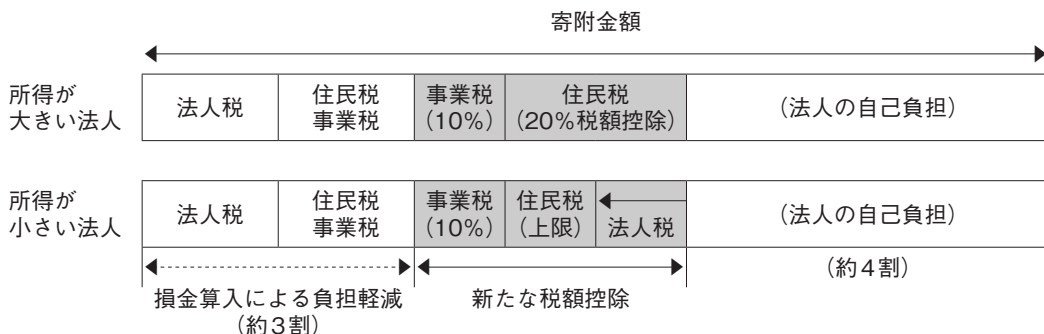 寄附金額
所得が
大きい法人
法人税
住民税
事業税
事業税
(10%)
住民税
(20%税額控除)
(法人の自己負担)
所得が
小さい法人
法人税
住民税
事業税
事業税
(10%)
住民税
(上限)
法人税
(法人の自己負担)
損金算入による負担軽減
(約3割)
新たな税額控除
(約4割)